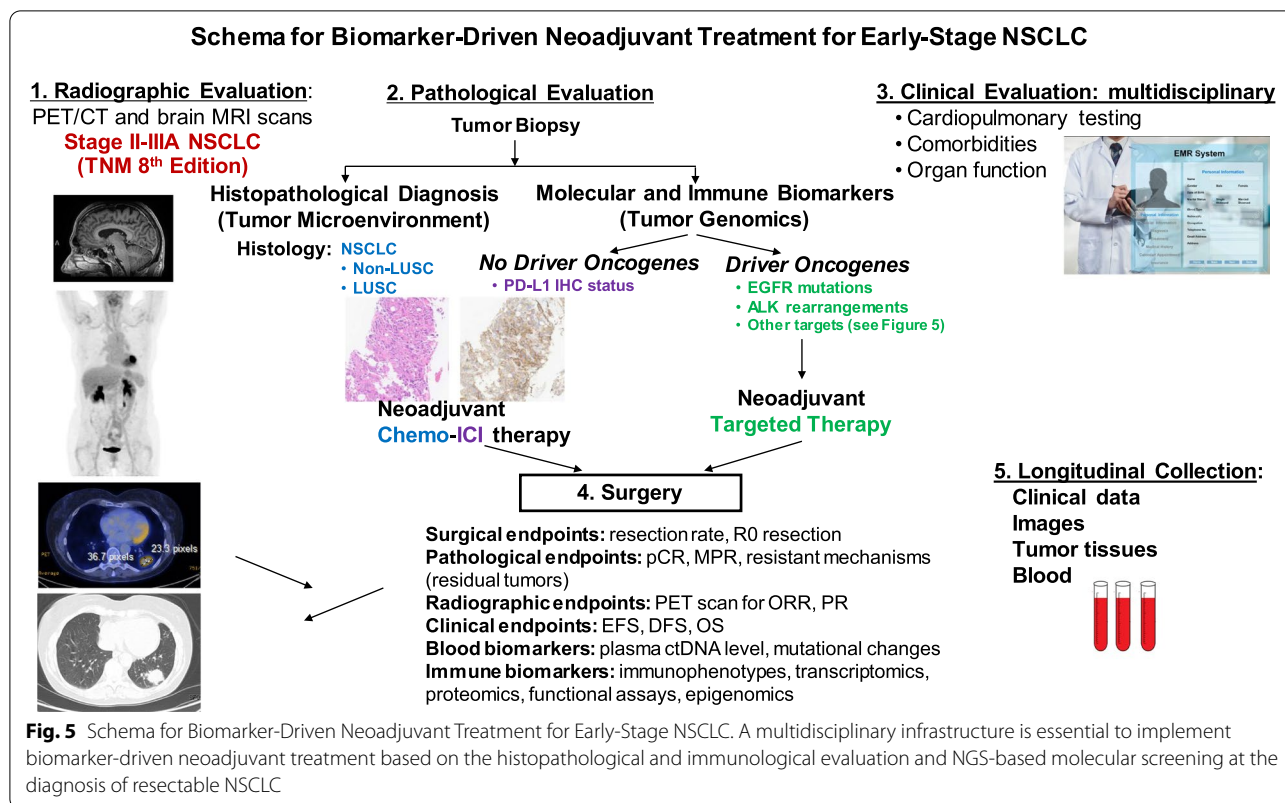 Schema for Biomarker-Driven Neoadjuvant Treatment for Early-Stage NSCLC
1. Radiographic Evaluation:
PET/CT and brain MRI scans
Stage II-IIIA NSCLC
(TNM 8th Edition)
A
PET
36.7 pixels
23.3 pixels
Average
2. Pathological Evaluation
Tumor Biopsy
Histopathological Diagnosis
(Tumor Microenvironment)
Histology: NSCLC
• Non-LUSC
• LUSC
Molecular and Immune Biomarkers
(Tumor Genomics)
No Driver Oncogenes
• PD-L1 IHC status
Driver Oncogenes
• EGFR mutations
• ALK rearrangements
• Other targets (see Figure 5)
Neoadjuvant
Chemo-ICI therapy
Neoadjuvant
Targeted Therapy
3. Clinical Evaluation: multidisciplinary
• Cardiopulmonary testing
• Comorbidities
• Organ function
EMR System
Personal Information
4. Surgery
Surgical endpoints: resection rate, R0 resection
Pathological endpoints: pCR, MPR, resistant mechanisms
(residual tumors)
Radiographic endpoints: PET scan for ORR, PR
Clinical endpoints: EFS, DFS, OS
Blood biomarkers: plasma ctDNA level, mutational changes
Immune biomarkers: immunophenotypes, transcriptomics,
proteomics, functional assays, epigenomics
5. Longitudinal Collection:
Clinical data
Images
Tumor tissues
Blood
Fig. 5 Schema for Biomarker-Driven Neoadjuvant Treatment for Early-Stage NSCLC. A multidisciplinary infrastructure is essential to implement
biomarker-driven neoadjuvant treatment based on the histopathological and immunological evaluation and NGS-based molecular screening at the
diagnosis of resectable NSCLC